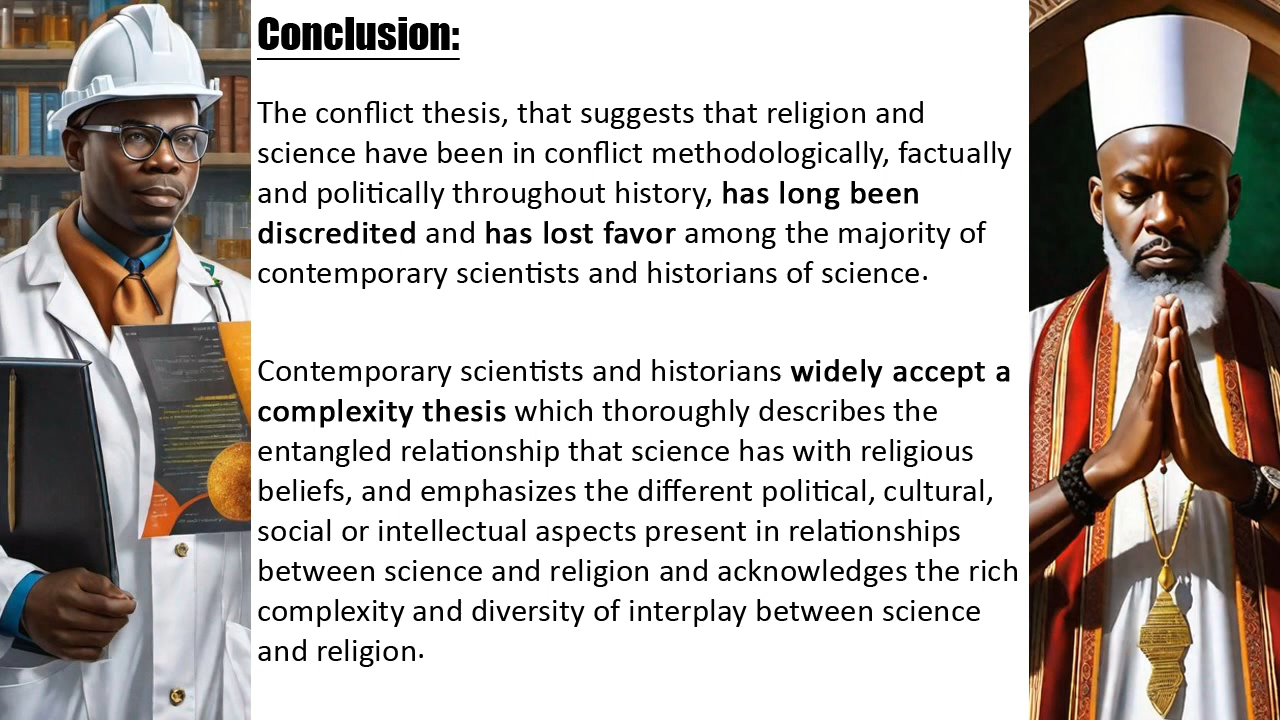 Conclusion:
The conflict thesis, that suggests that religion and
science have been in conflict methodologically, factually
and politically throughout history, has long been
discredited and has lost favor among the majority of
contemporary scientists and historians of science.
Contemporary scientists and historians widely accept a
complexity thesis which thoroughly describes the
entangled relationship that science has with religious
beliefs, and emphasizes the different political, cultural,
social or intellectual aspects present in relationships
between science and religion and acknowledges the rich
complexity and diversity of interplay between science
and religion.